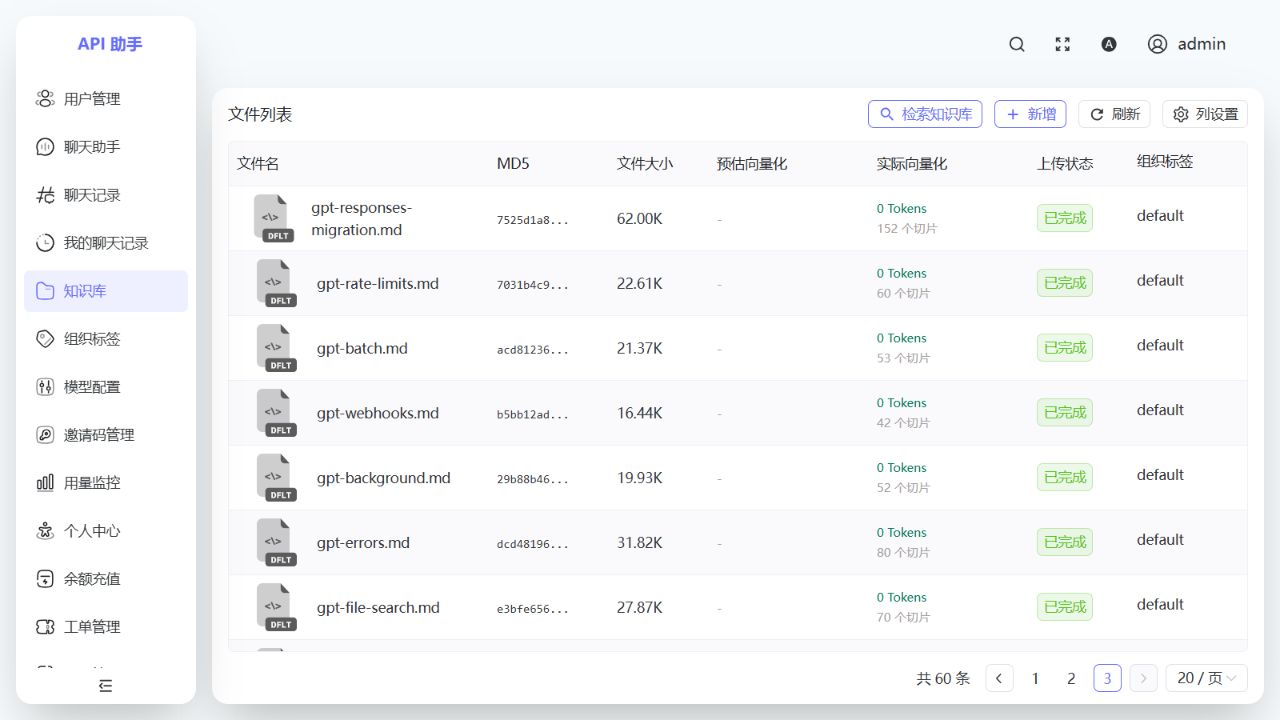 API 助手
admin
用户管理
聊天助手
聊天记录
我的聊天记录
知识库
组织标签
模型配置
邀请码管理
用量监控
个人中心
余额充值
工单管理
文件列表
检索知识库
新增
刷新
列设置
文件名 MD5 文件大小 预估向量化 实际向量化 上传状态 组织标签
</> DFLT gpt-responses-migration.md 7525d1a8... 62.00K - 0 Tokens 152 个切片 已完成 default
</> DFLT gpt-rate-limits.md 7031b4c9... 22.61K - 0 Tokens 60 个切片 已完成 default
</> DFLT gpt-batch.md acd81236... 21.37K - 0 Tokens 53 个切片 已完成 default
</> DFLT gpt-webhooks.md b5bb12ad... 16.44K - 0 Tokens 42 个切片 已完成 default
</> DFLT gpt-background.md 29b88b46... 19.93K - 0 Tokens 52 个切片 已完成 default
</> DFLT gpt-errors.md dcd48196... 31.82K - 0 Tokens 80 个切片 已完成 default
</> DFLT gpt-file-search.md e3bfe656... 27.87K - 0 Tokens 70 个切片 已完成 default
共 60 条 1 2 3 20 / 页